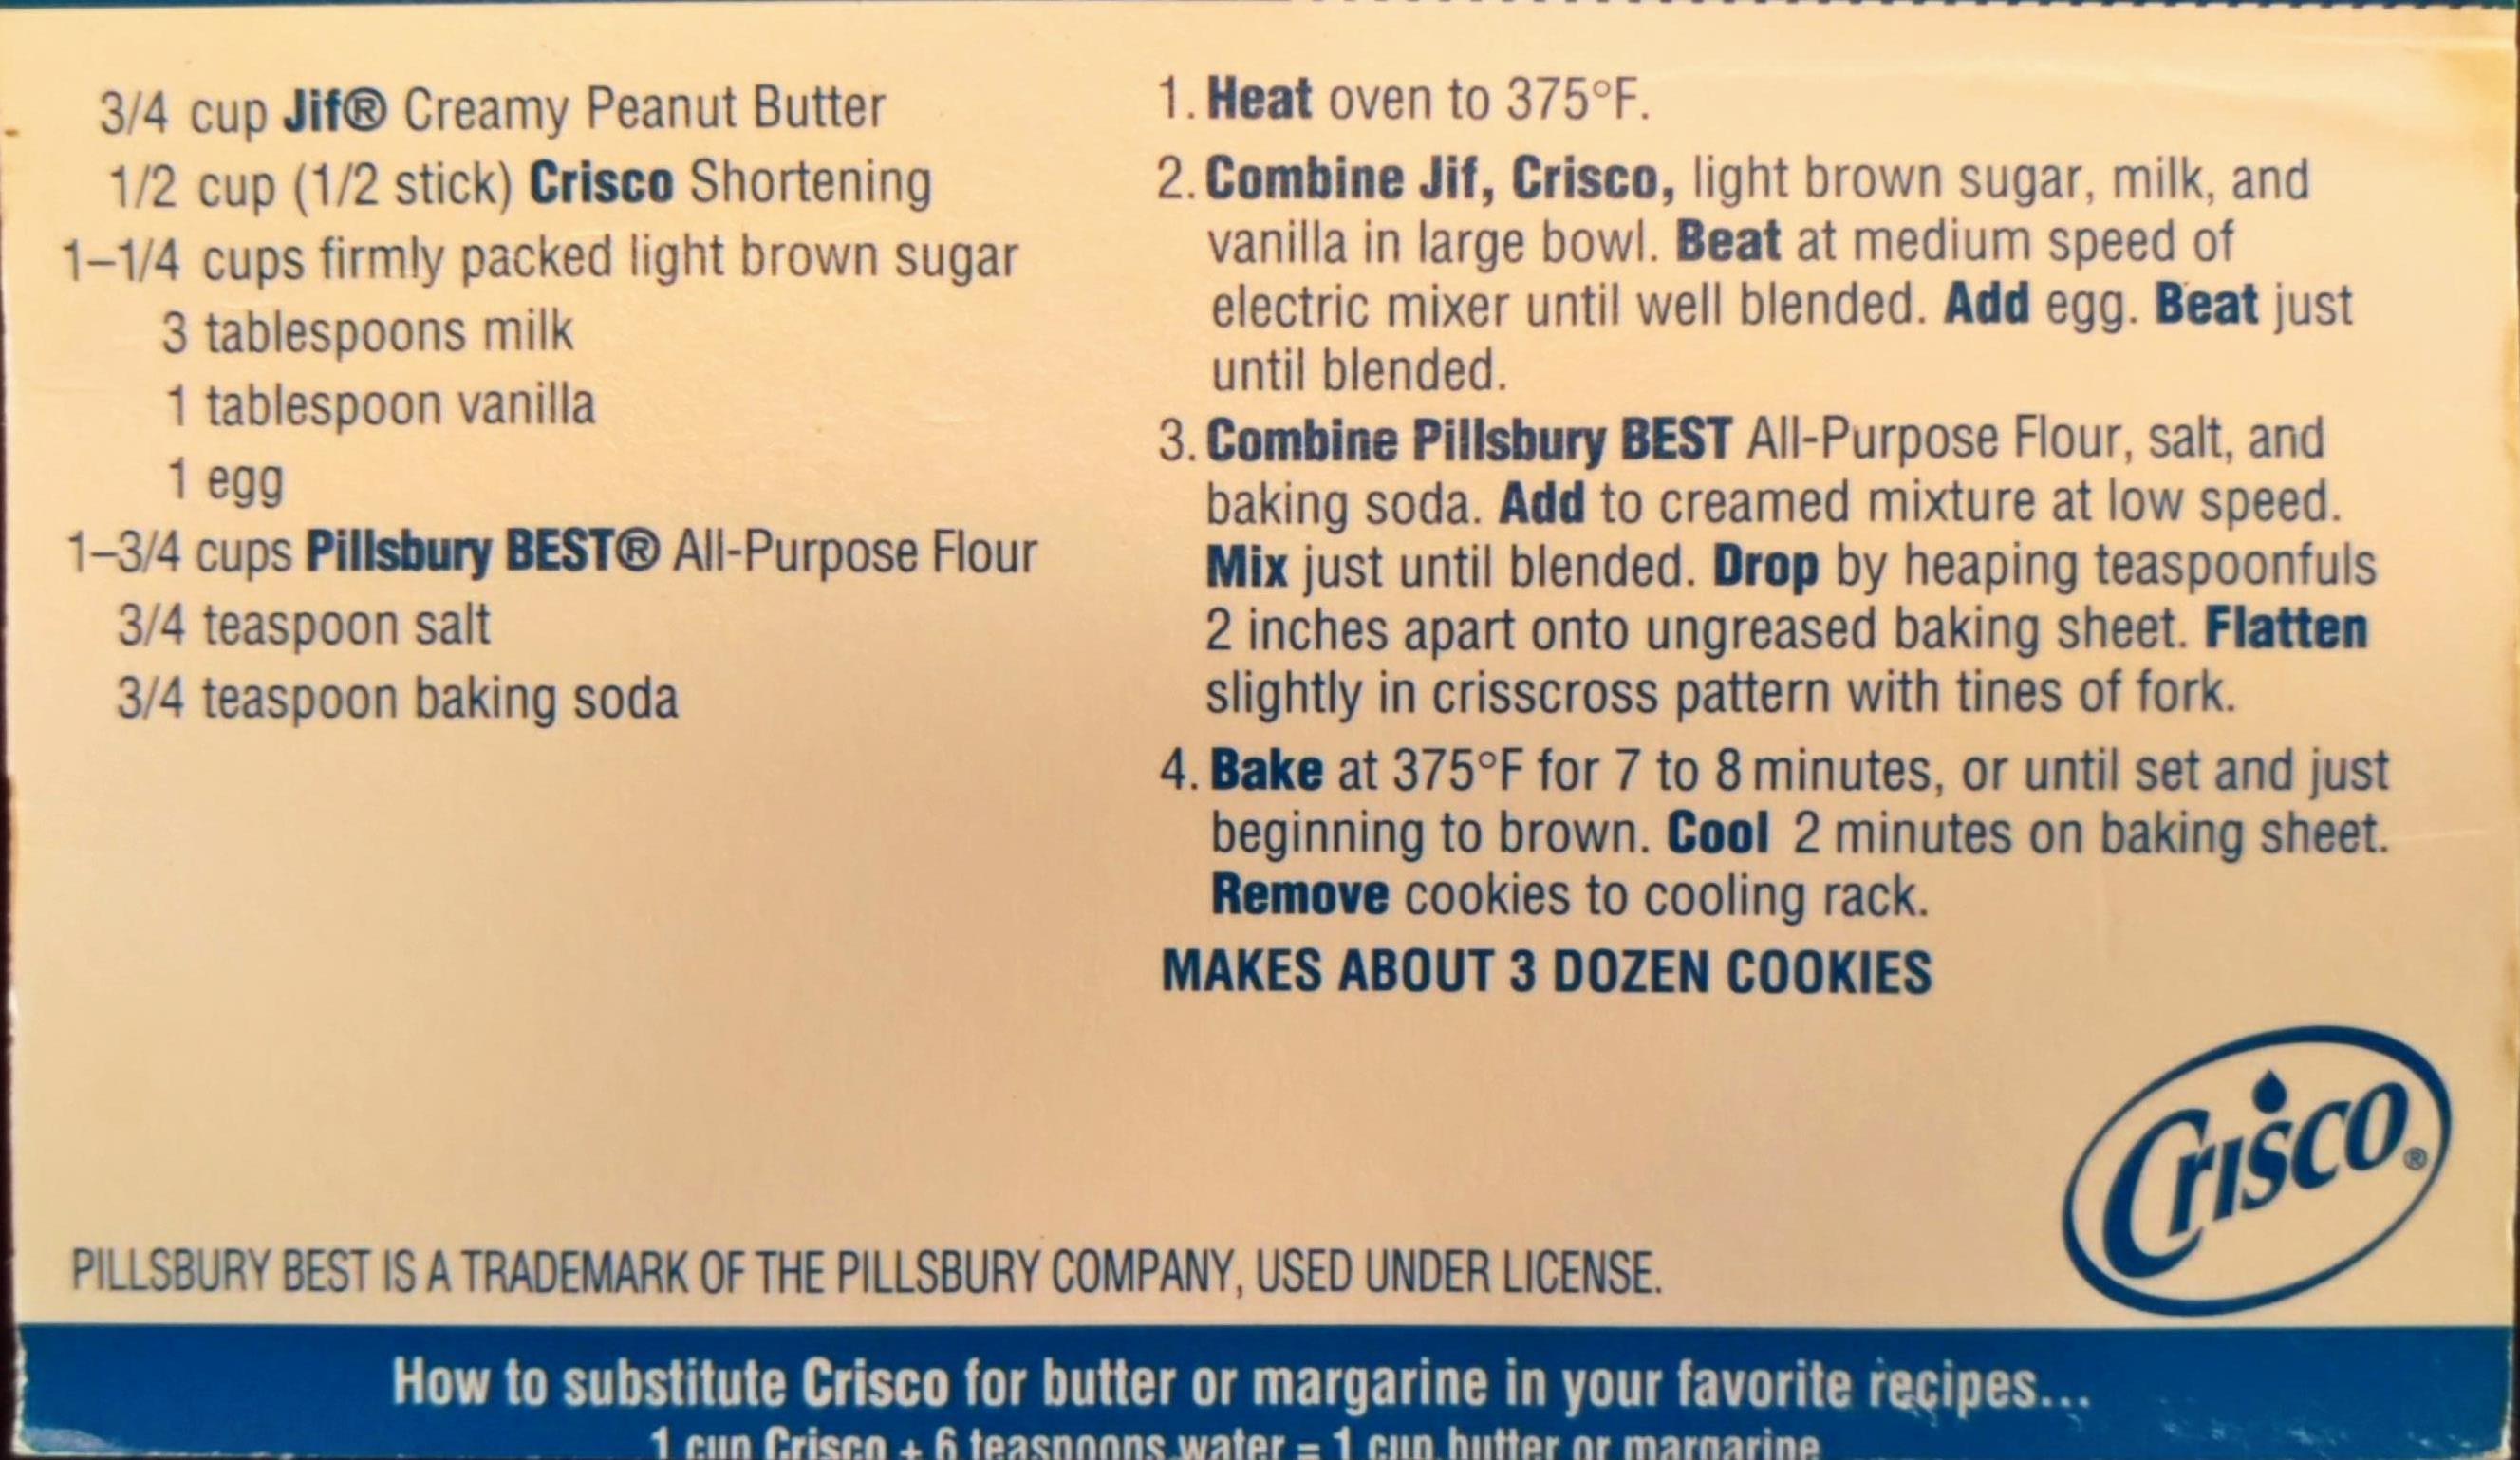 3/4 cup Jif® Creamy Peanut Butter
1/2 cup (1/2 stick) Crisco Shortening
1–1/4 cups firmly packed light brown sugar
3 tablespoons milk
1 tablespoon vanilla
1 egg
1–3/4 cups Pillsbury BEST® All-Purpose Flour
3/4 teaspoon salt
3/4 teaspoon baking soda
1. Heat oven to 375°F.
2. Combine Jif, Crisco, light brown sugar, milk, and
vanilla in large bowl. Beat at medium speed of
electric mixer until well blended. Add egg. Beat just
until blended.
3. Combine Pillsbury BEST All-Purpose Flour, salt, and
baking soda. Add to creamed mixture at low speed.
Mix just until blended. Drop by heaping teaspoonfuls
2 inches apart onto ungreased baking sheet. Flatten
slightly in crisscross pattern with tines of fork.
4. Bake at 375°F for 7 to 8 minutes, or until set and just
beginning to brown. Cool 2 minutes on baking sheet.
Remove cookies to cooling rack.
MAKES ABOUT 3 DOZEN COOKIES
Crisco®
PILLSBURY BEST IS A TRADEMARK OF THE PILLSBURY COMPANY, USED UNDER LICENSE.
How to substitute Crisco for butter or margarine in your favorite recipes...
1 cup Crisco + 6 teaspoons water = 1 cup butter or margarine